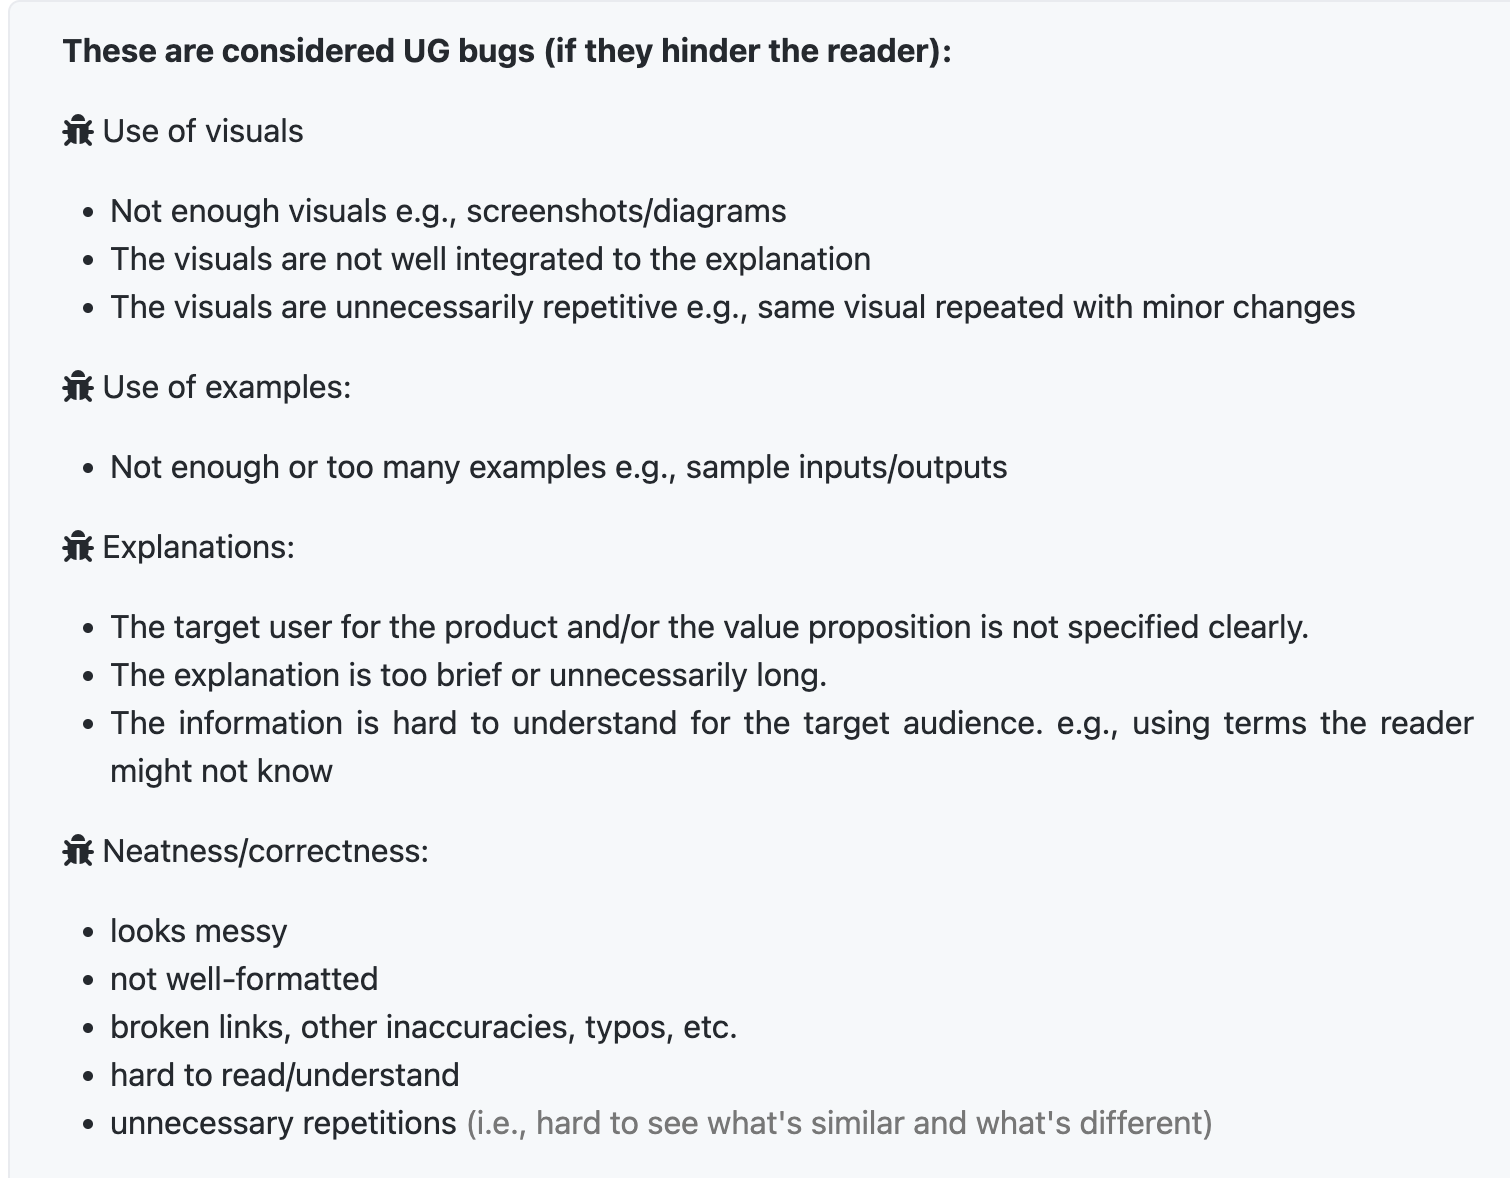 These are considered UG bugs (if they hinder the reader):
Use of visuals
Not enough visuals e.g., screenshots/diagrams
The visuals are not well integrated to the explanation
The visuals are unnecessarily repetitive e.g., same visual repeated with minor changes
Use of examples:
Not enough or too many examples e.g., sample inputs/outputs
Explanations:
The target user for the product and/or the value proposition is not specified clearly.
The explanation is too brief or unnecessarily long.
The information is hard to understand for the target audience. e.g., using terms the reader
might not know
Neatness/correctness:
looks messy
not well-formatted
broken links, other inaccuracies, typos, etc.
hard to read/understand
unnecessary repetitions (i.e., hard to see what's similar and what's different)